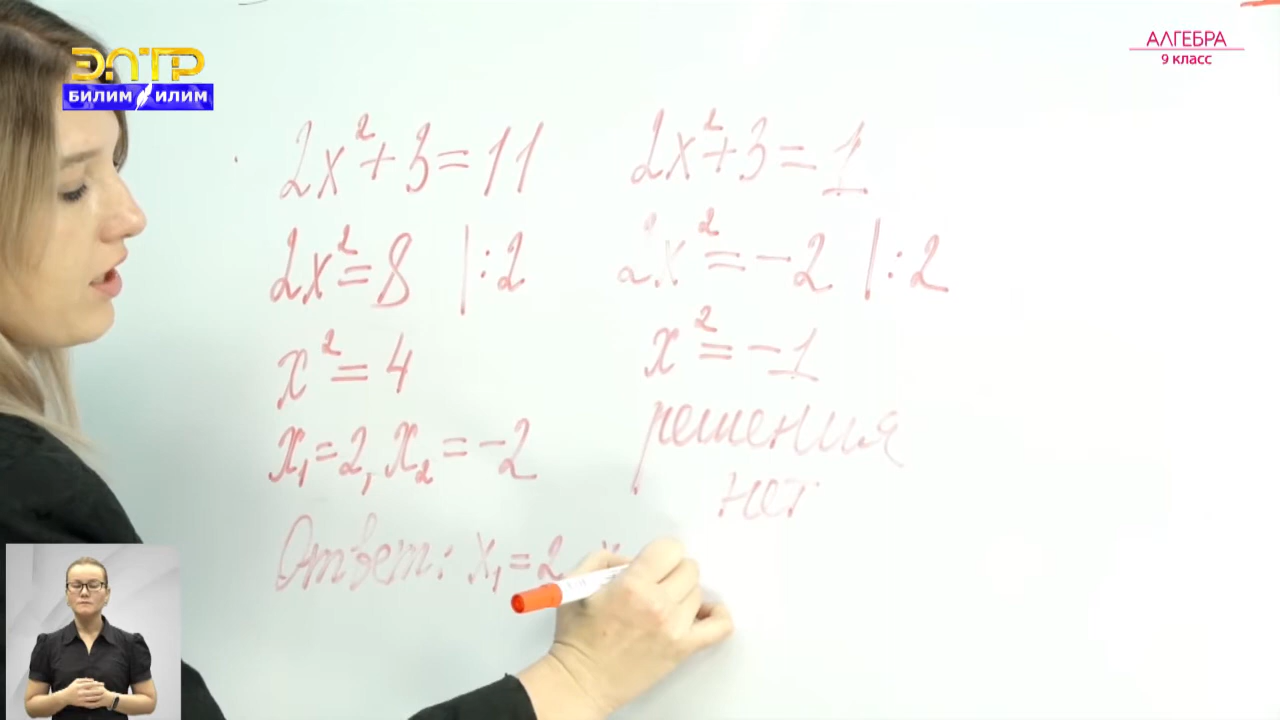 ЭЛТР
БИЛИМ ИЛИМ
АЛГЕБРА
9 класс
2x²+3=11
2x²=8 |:2
x²=4
x₁=2, x₂=-2
Ответ: x₁=2
2x²+3=1
2x²=-2 |:2
x²=-1
решения
нет